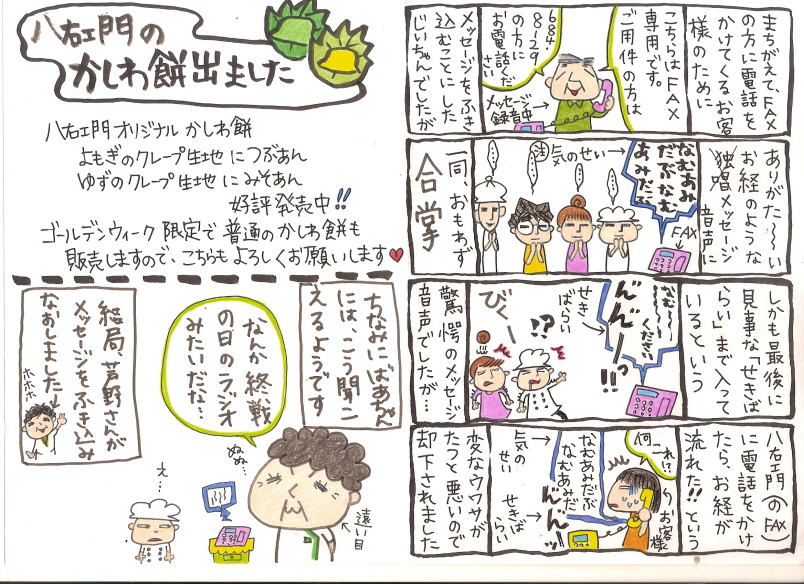 八右エ門の
かしわ餅出ました
八右エ門オリジナルかしわ餅
よもぎのクレープ生地につぶあん
ゆずのクレープ生地にみそあん
好評発売中!!
ゴールデンウィーク限定で普通のかしわ餅も
販売しますので、こちらもよろしくお願いします♥
まちがえて、FAX
の方に電話を
かけてくるお客
様のために
こちらはFAX
専用です。
ご用件の方は
684
8-29
の方に
お電話くだ
さい
メッセージ
録音中→
メッセージをふき
込むことにした
じいちゃんでしたが
ありがた〜い
お経のような
独唱メッセージ
音声に
なむあみ
だぶなむ
あみだぶ
FAX
注 気のせい→
一同、おもわず
合掌
しかも最後に
見事な「せきば
らい」まで入って
いるという
なむ〜
ください
せき
ばらい
→
んんーっ!!
!?
びくーっ
驚愕のメッセージ
音声でしたが…
八右エ門(のFAX)
に電話をかけ
たら、お経が
流れた!!という
何これ!?
〜お客様
なむあみだぶ
なむあみだ
んんっ
気の
せい
→
せきば
らい
→
変なウワサが
たつと悪いので
却下されました
ちなみにばあちゃん
には、こう聞こ
えるようです
なんか終戦
の日のラジオ
みたいだな…
ぬぬ…
遠い目
え…
結局、芦野さんが
メッセージをふき込み
なおしました
ホホホ